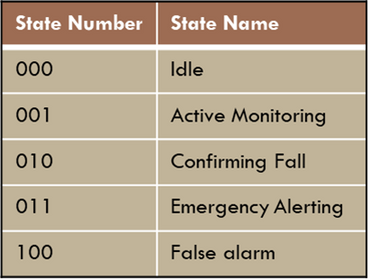 State Number State Name
000 Idle
001 Active Monitoring
010 Confirming Fall
011 Emergency Alerting
100 False alarm